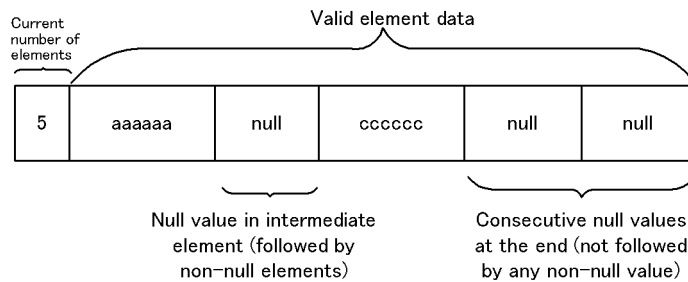 Current
number of
elements
Valid element data
5 aaaaaa null cccccc null null
Null value in intermediate
element (followed by
non-null elements)
Consecutive null values
at the end (not followed
by any non-null value)